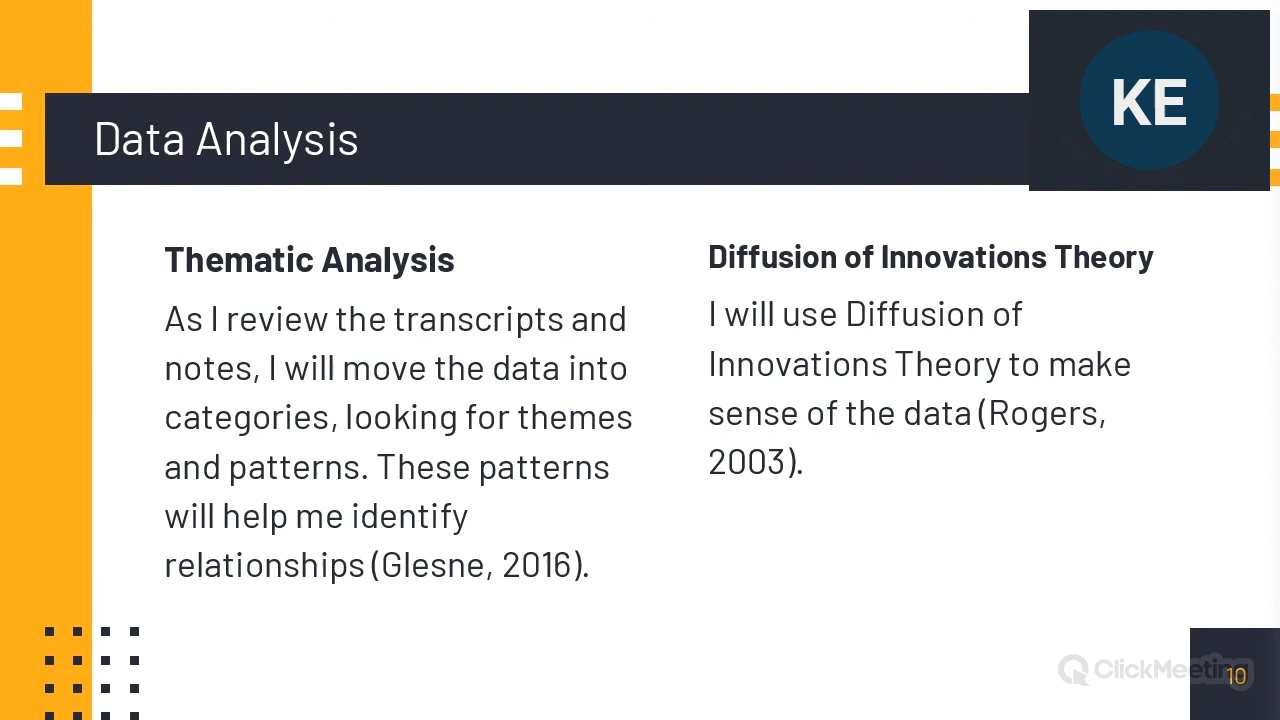 KE
Data Analysis
Thematic Analysis
As I review the transcripts and
notes, I will move the data into
categories, looking for themes
and patterns. These patterns
will help me identify
relationships (Glesne, 2016).
Diffusion of Innovations Theory
I will use Diffusion of
Innovations Theory to make
sense of the data (Rogers,
2003).
ClickMeeting
10